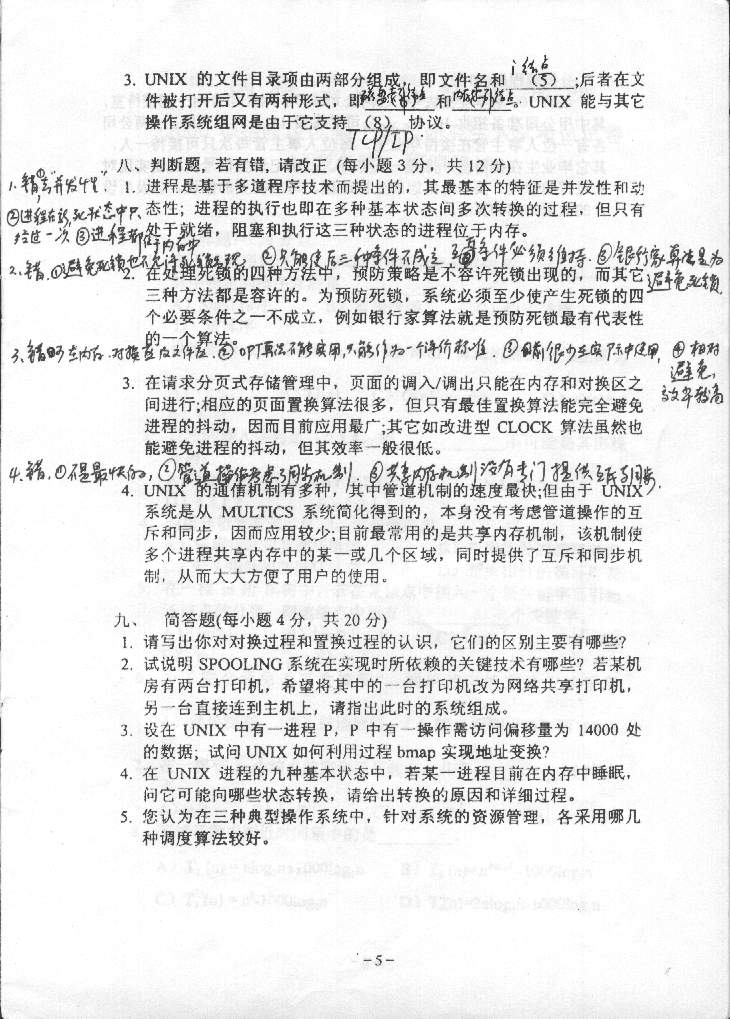 i结点
3. UNIX 的文件目录项由两部分组成，即文件名和 (5) ;后者在文
件被打开后又有两种形式，即 (6) 和 。UNIX 能与其它
操作系统组网是由于它支持 (8) 协议。
TCP/IP
八、判断题，若有错，请改正 (每小题 3 分，共 12 分)
1. 错 ① "并发性"
1. 进程是基于多道程序技术而提出的，其最基本的特征是并发性和动
②进程在 状态中只
态性；进程的执行也即在多种基本状态间多次转换的过程，但只有
经过一次 ③进程都
处于就绪，阻塞和执行这三种状态的进程位于内存。
2. 错. ①避免死锁也不允许死锁出现 ②只能使后三种条件不成立 条件必须维持. ③银行家算法是为
避免死锁
2. 在处理死锁的四种方法中，预防策略是不容许死锁出现的，而其它
三种方法都是容许的。为预防死锁，系统必须至少使产生死锁的四
个必要条件之一不成立，例如银行家算法就是预防死锁最有代表性
的一个算法。
3. 错 在内存. 对换区及文件区. ② OPT算法不能实用,只能作为一个评价标准. ③目前很少在实际中使用, ④ 相对
避免,
效率较高
3. 在请求分页式存储管理中，页面的调入/调出只能在内存和对换区之
间进行;相应的页面置换算法很多，但只有最佳置换算法能完全避免
进程的抖动，因而目前应用最广;其它如改进型 CLOCK 算法虽然也
能避免进程的抖动，但其效率一般很低。
4. 错. ①不是最快的, ②管道操作考虑了同步机制. ③共享内存机制没有专门提供互斥与同步.
4. UNIX 的通信机制有多种，其中管道机制的速度最快;但由于 UNIX
系统是从 MULTICS 系统简化得到的，本身没有考虑管道操作的互
斥和同步，因而应用较少;目前最常用的是共享内存机制，该机制使
多个进程共享内存中的某一或几个区域，同时提供了互斥和同步机
制，从而大大方便了用户的使用。
九、 简答题(每小题 4 分，共 20 分)
1. 请写出你对对换过程和置换过程的认识，它们的区别主要有哪些?
2. 试说明 SPOOLING 系统在实现时所依赖的关键技术有哪些? 若某机
房有两台打印机，希望将其中的一台打印机改为网络共享打印机，
另一台直接连到主机上，请指出此时的系统组成。
3. 设在 UNIX 中有一进程 P，P 中有一操作需访问偏移量为 14000 处
的数据; 试问 UNIX 如何利用过程 bmap 实现地址变换?
4. 在 UNIX 进程的九种基本状态中，若某一进程目前在内存中睡眠，
问它可能向哪些状态转换，请给出转换的原因和详细过程。
5. 您认为在三种典型操作系统中，针对系统的资源管理，各采用哪几
种调度算法较好。
-5-